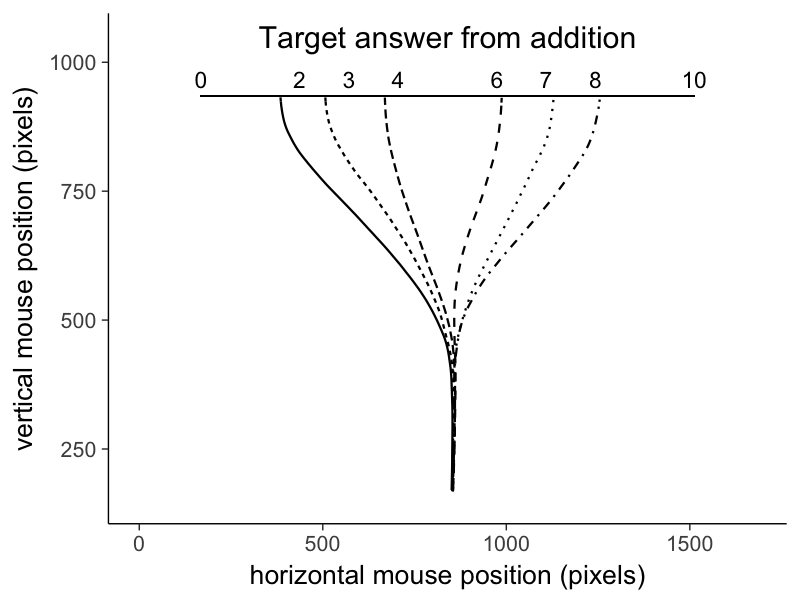 Target answer from addition
0 2 3 4 6 7 8 10
1000
750
500
250
vertical mouse position (pixels)
0 500 1000 1500
horizontal mouse position (pixels)